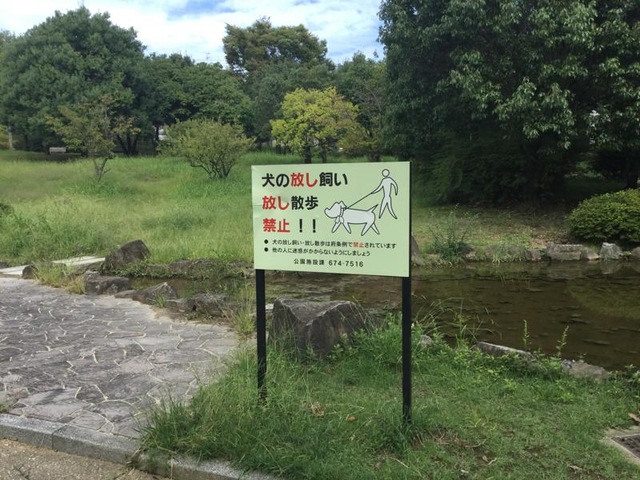 犬の放し飼い
放し散歩
禁止！！
● 犬の放し飼い・放し散歩は府条例で禁止されています
● 他の人に迷惑がかからないようにしましょう
公園施設課 674-7516